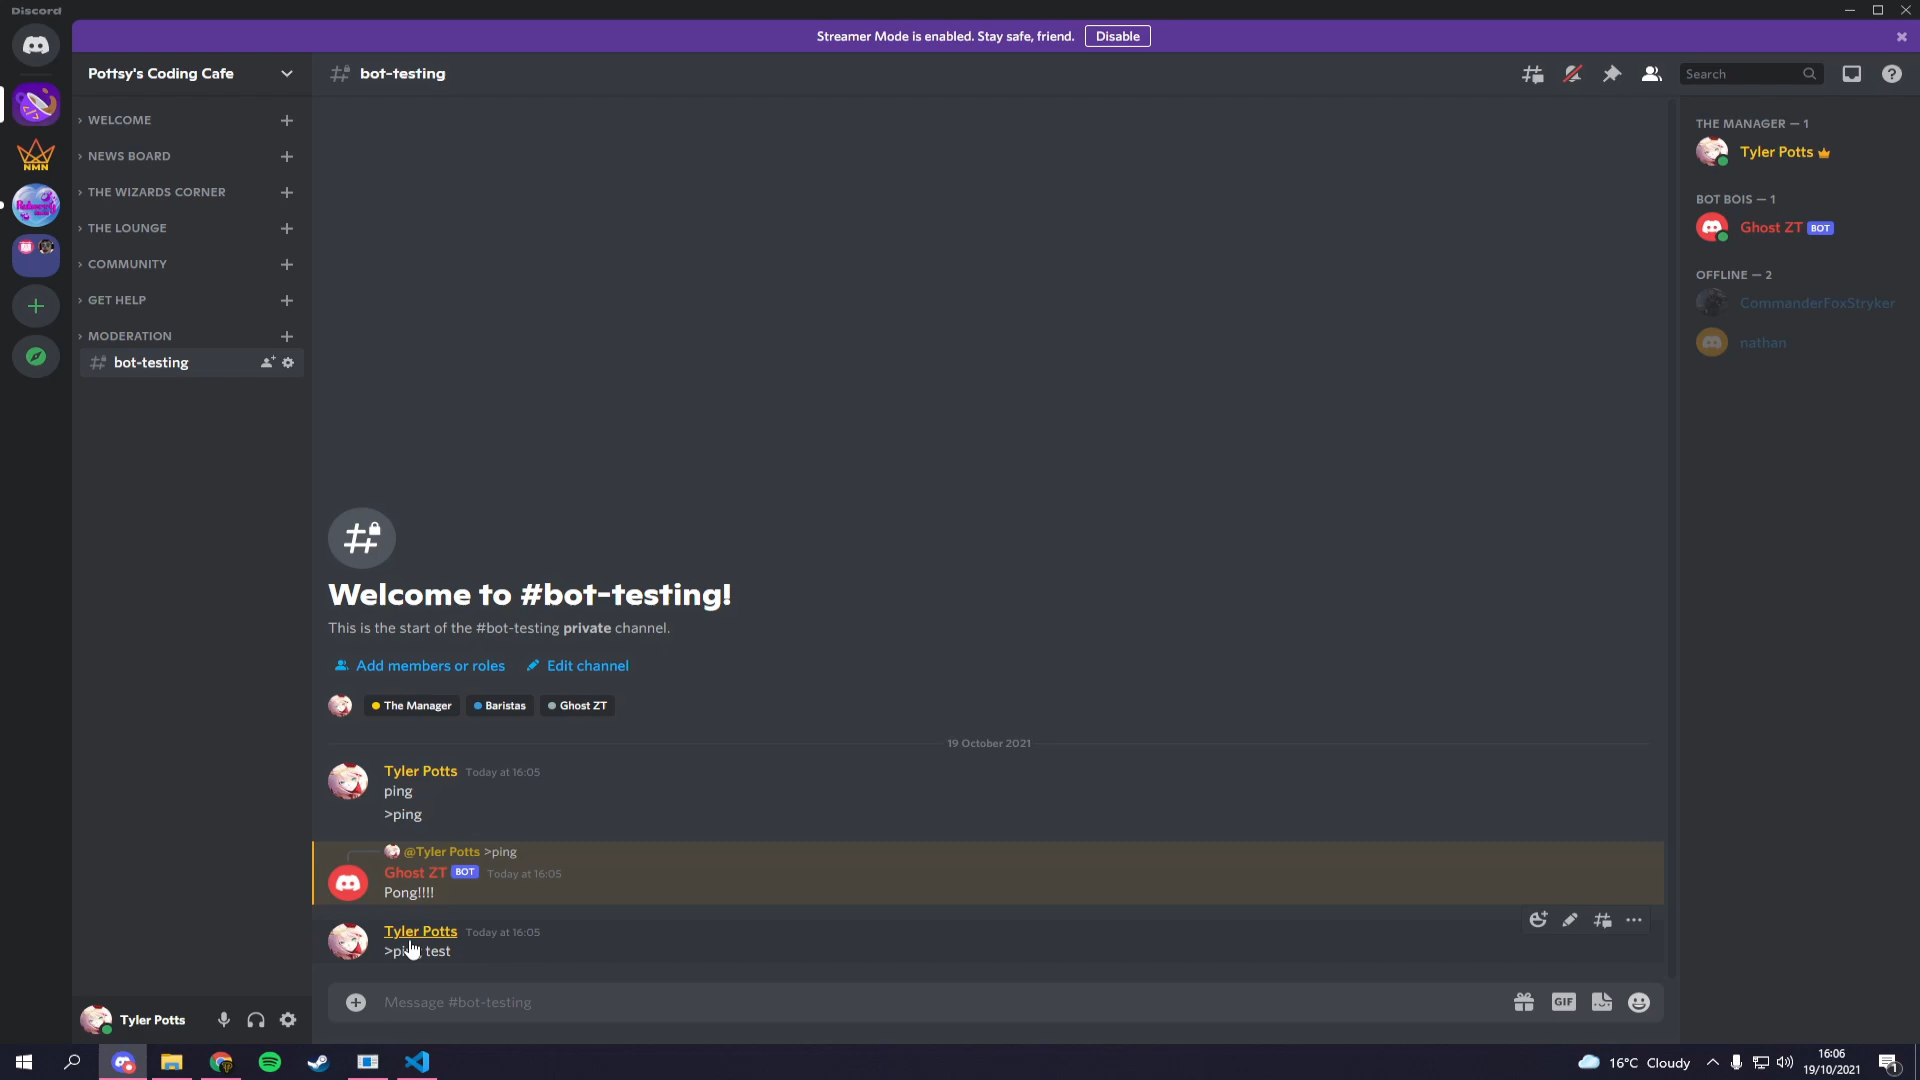 Discord
Streamer Mode is enabled. Stay safe, friend.
Disable
Pottsy's Coding Cafe
bot-testing
Search
WELCOME
NEWS BOARD
THE WIZARDS CORNER
THE LOUNGE
COMMUNITY
GET HELP
MODERATION
bot-testing
NMN
THE MANAGER — 1
Tyler Potts
BOT BOIS — 1
Ghost ZT BOT
OFFLINE — 2
CommanderFoxStryker
nathan
Welcome to #bot-testing!
This is the start of the #bot-testing private channel.
Add members or roles
Edit channel
The Manager
Baristas
Ghost ZT
19 October 2021
Tyler Potts Today at 16:05
ping
>ping
@Tyler Potts >ping
Ghost ZT BOT Today at 16:05
Pong!!!!
Tyler Potts Today at 16:05
test
Message #bot-testing
GIF
Tyler Potts
16°C Cloudy
16:06
19/10/2021
1